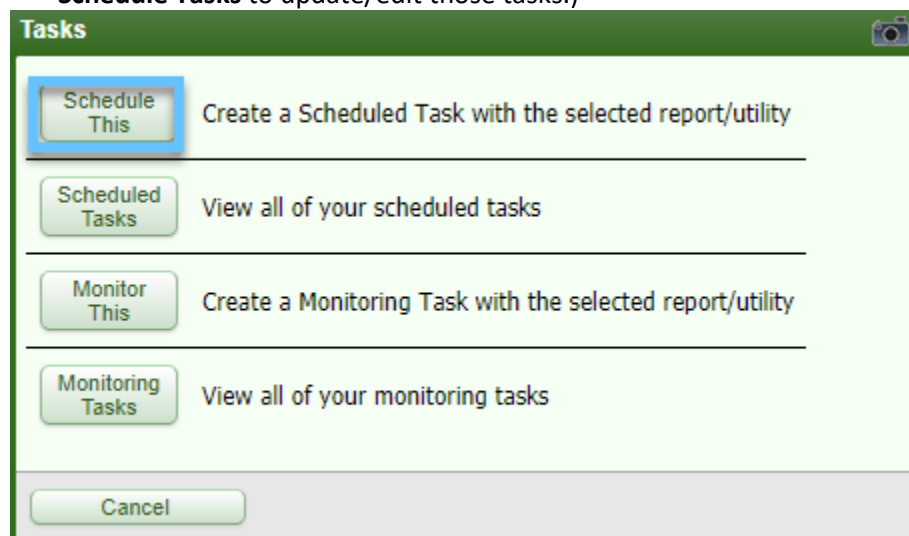 Schedule Tasks to update/edit those tasks.)
Tasks
Schedule
This
Create a Scheduled Task with the selected report/utility
Scheduled
Tasks
View all of your scheduled tasks
Monitor
This
Create a Monitoring Task with the selected report/utility
Monitoring
Tasks
View all of your monitoring tasks
Cancel